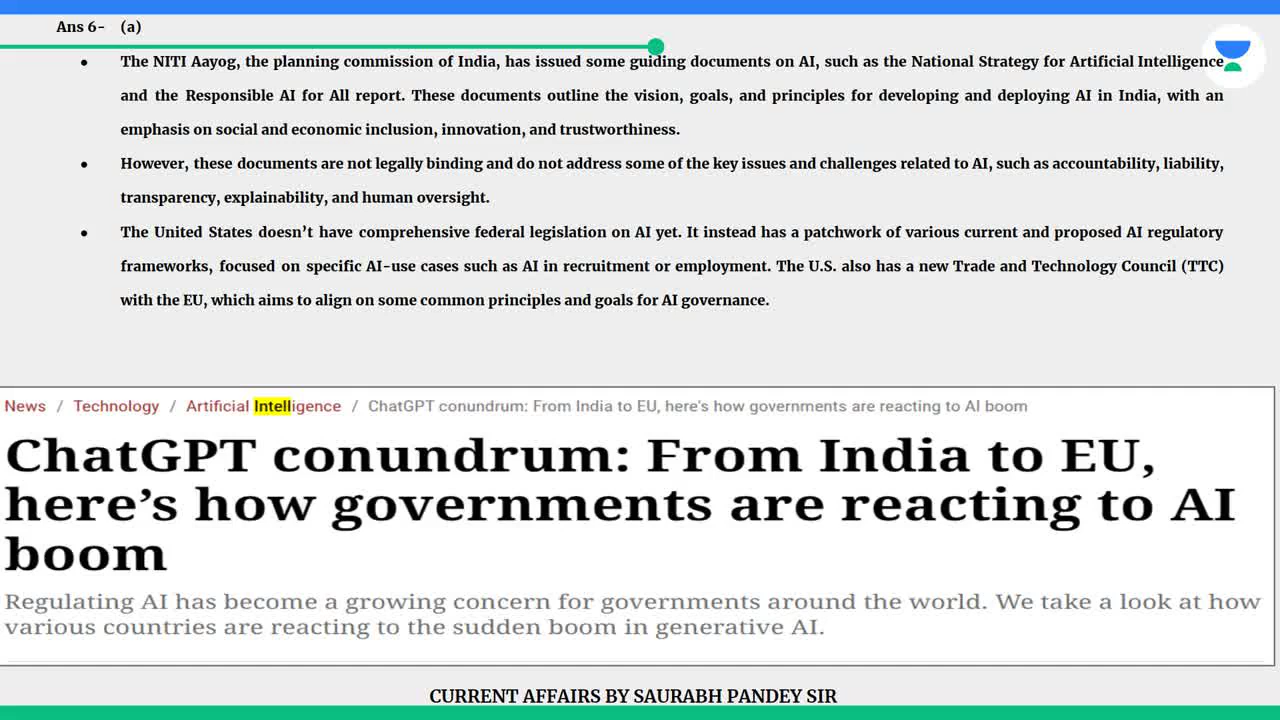 Ans 6- (a)
• The NITI Aayog, the planning commission of India, has issued some guiding documents on AI, such as the National Strategy for Artificial Intelligence
and the Responsible AI for All report. These documents outline the vision, goals, and principles for developing and deploying AI in India, with an
emphasis on social and economic inclusion, innovation, and trustworthiness.
• However, these documents are not legally binding and do not address some of the key issues and challenges related to AI, such as accountability, liability,
transparency, explainability, and human oversight.
• The United States doesn’t have comprehensive federal legislation on AI yet. It instead has a patchwork of various current and proposed AI regulatory
frameworks, focused on specific AI-use cases such as AI in recruitment or employment. The U.S. also has a new Trade and Technology Council (TTC)
with the EU, which aims to align on some common principles and goals for AI governance.
News / Technology / Artificial Intelligence / ChatGPT conundrum: From India to EU, here's how governments are reacting to AI boom
ChatGPT conundrum: From India to EU,
here’s how governments are reacting to AI
boom
Regulating AI has become a growing concern for governments around the world. We take a look at how
various countries are reacting to the sudden boom in generative AI.
CURRENT AFFAIRS BY SAURABH PANDEY SIR